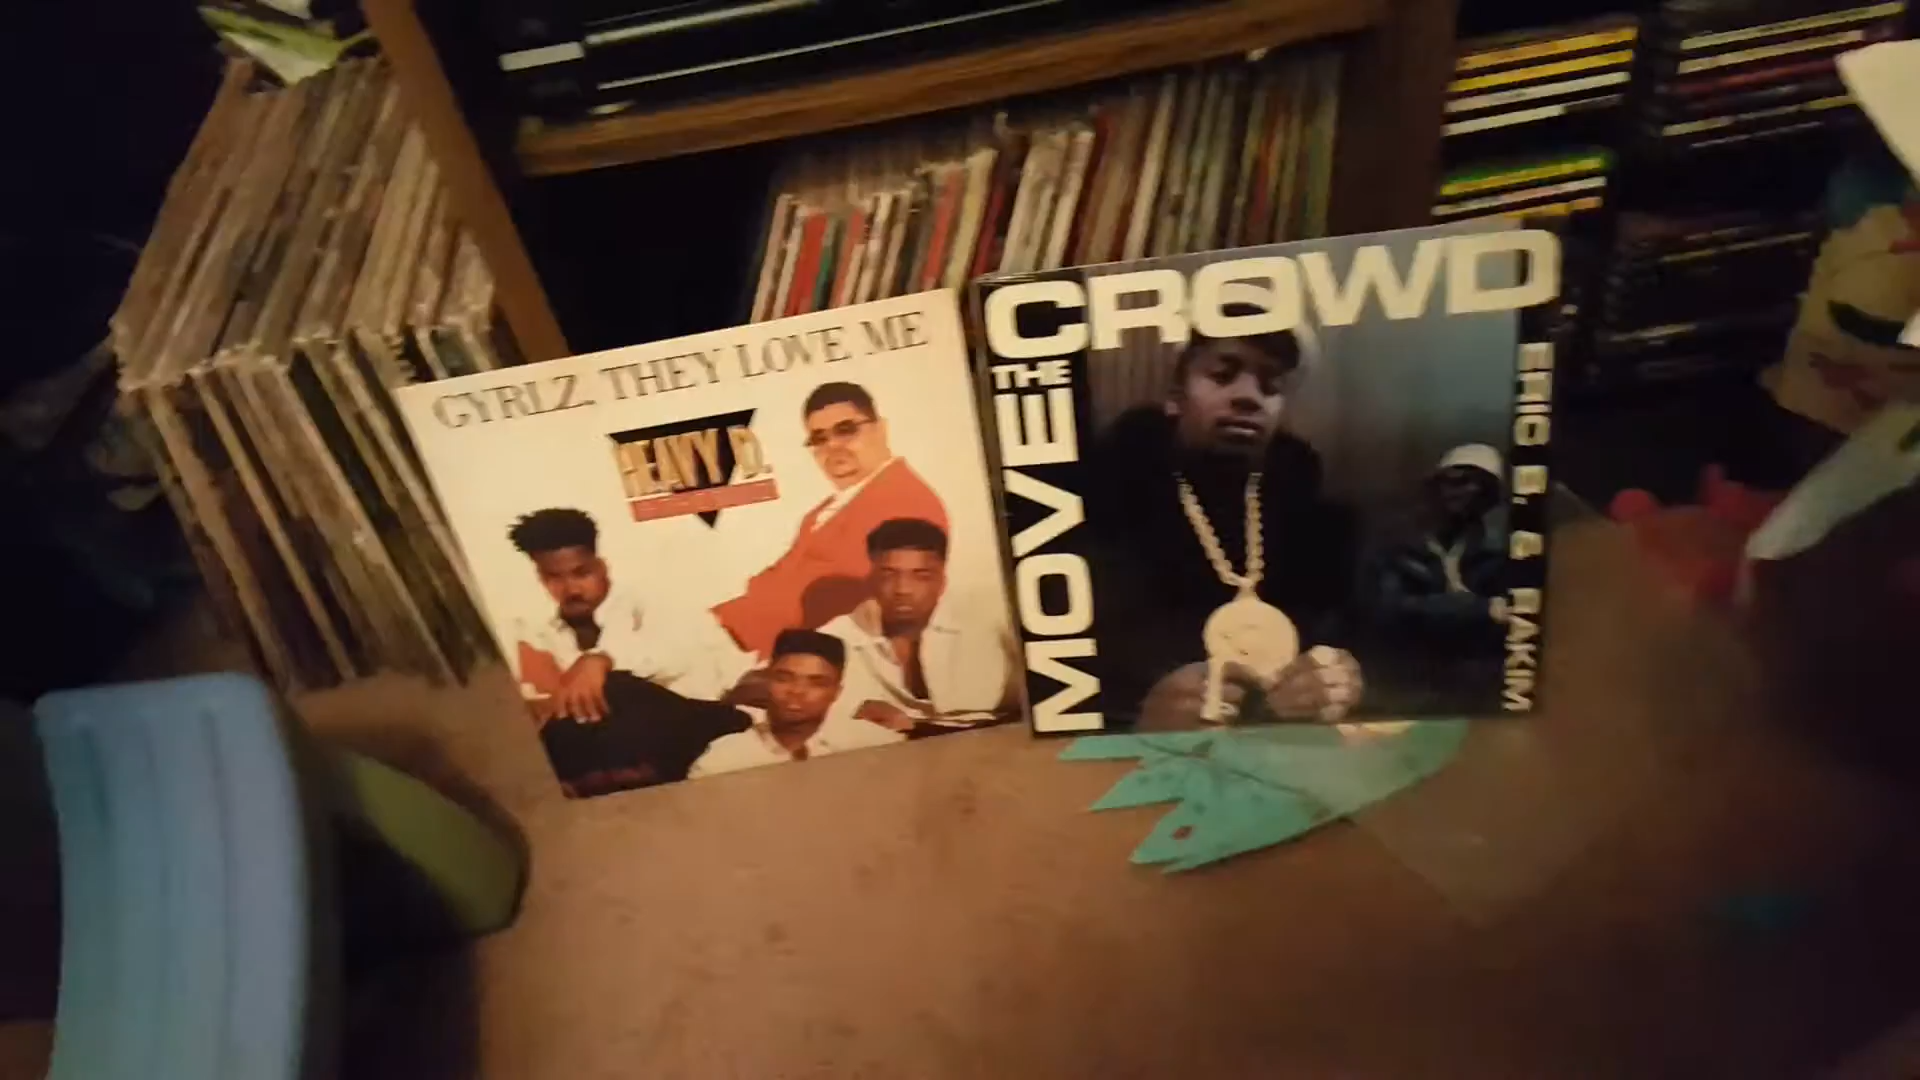 GYRLZ, THEY LOVE ME
HEAVY D.
MOVE THE CROWD
ERIC B. & RAKIM